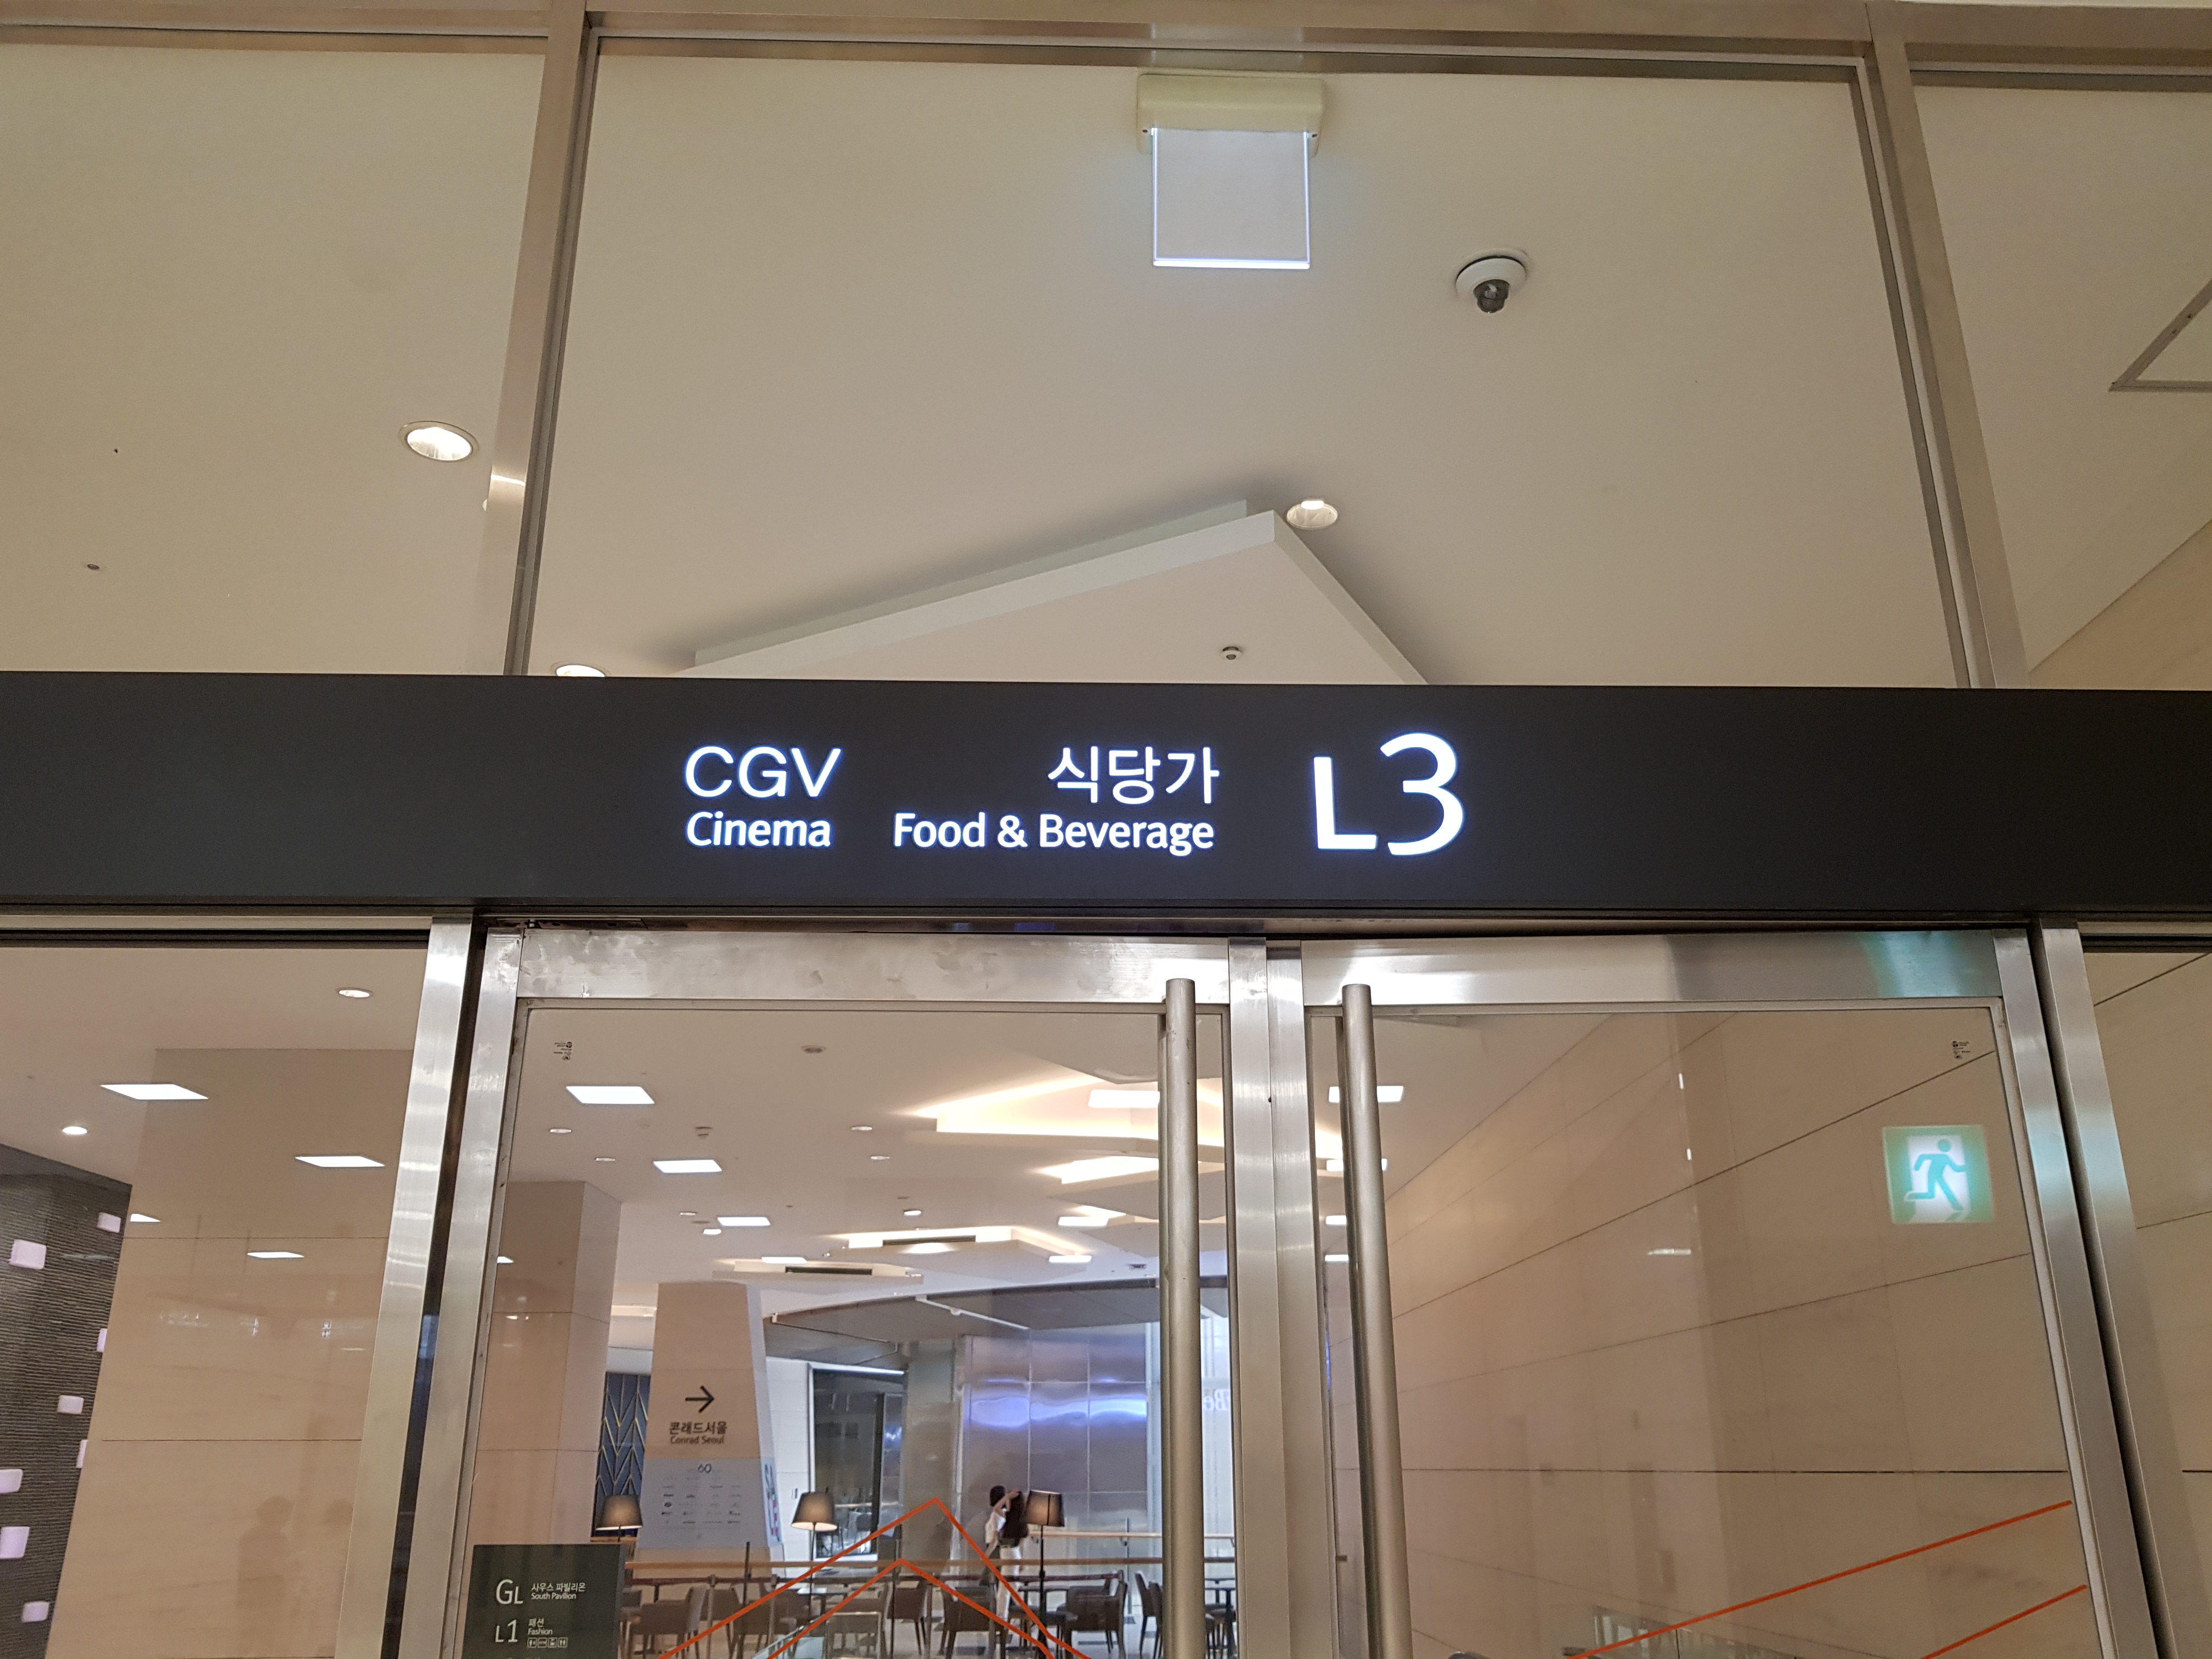 CGV
Cinema
식당가
Food & Beverage
L3
콘래드서울
Conrad Seoul
GL 사우스 파빌리온
South Pavilion
L1 패션
Fashion